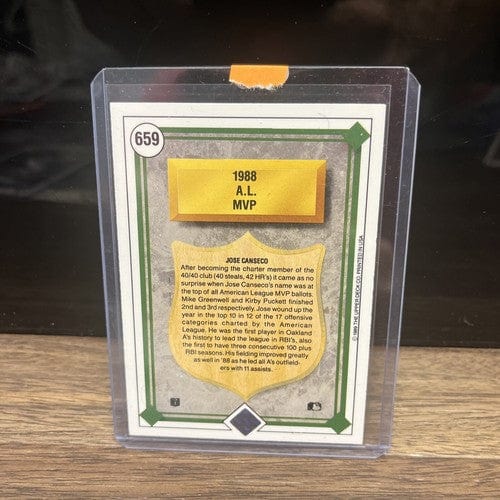 659
1988
A.L.
MVP
JOSE CANSECO
After becoming the charter member of the
40/40 club (40 steals, 42 HR's) it came as no
surprise when Jose Canseco's name was at
the top of all American League MVP ballots.
Mike Greenwell and Kirby Puckett finished
2nd and 3rd respectively. Jose wound up the
year in the top 10 in 12 of the 17 offensive
categories charted by the American
League. He was the first player in Oakland
A's history to lead the league in RBI's, also
the first to have three consecutive 100 plus
RBI seasons. His fielding improved greatly
as well in '88 as he led all A's outfield-
ers with 11 assists.
© 1989 THE UPPER DECK CO. PRINTED IN USA